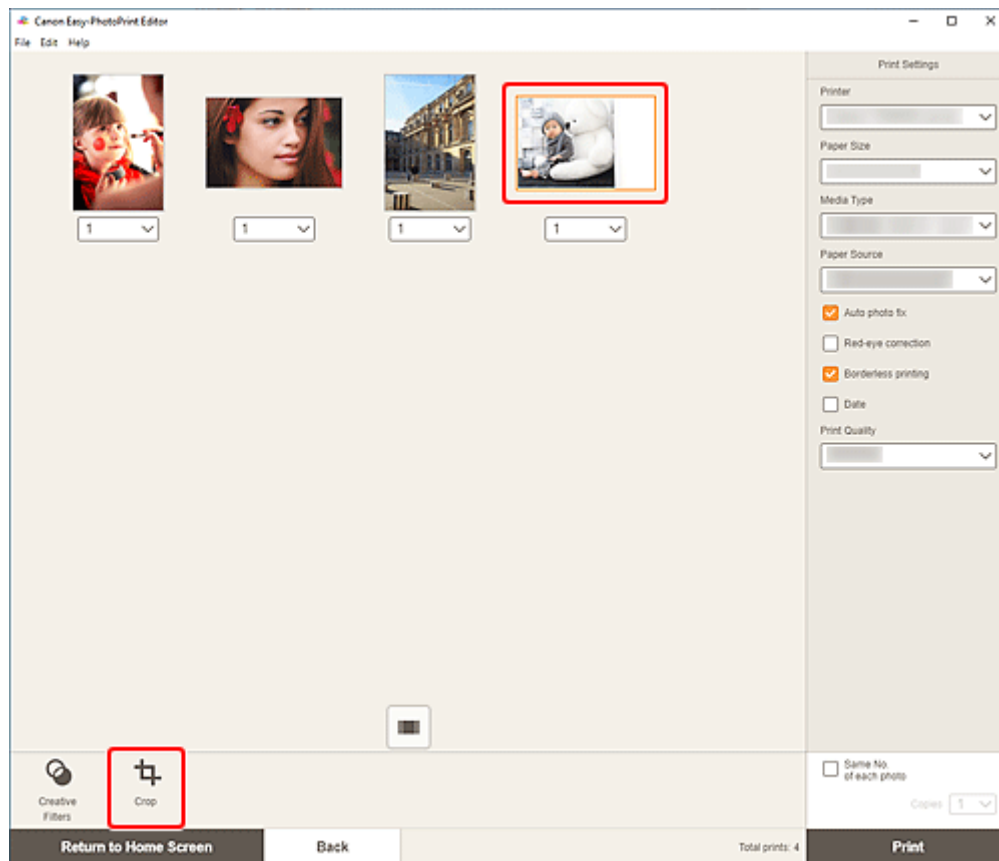 Canon Easy-PhotoPrint Editor
File Edit Help
Print Settings
Printer
Paper Size
Media Type
Paper Source
1 1 1 1
Auto photo fix
Red-eye correction
Borderless printing
Date
Print Quality
Creative
Filters
Crop
Same No.
of each photo
Copies 1
Return to Home Screen
Back
Total prints: 4
Print